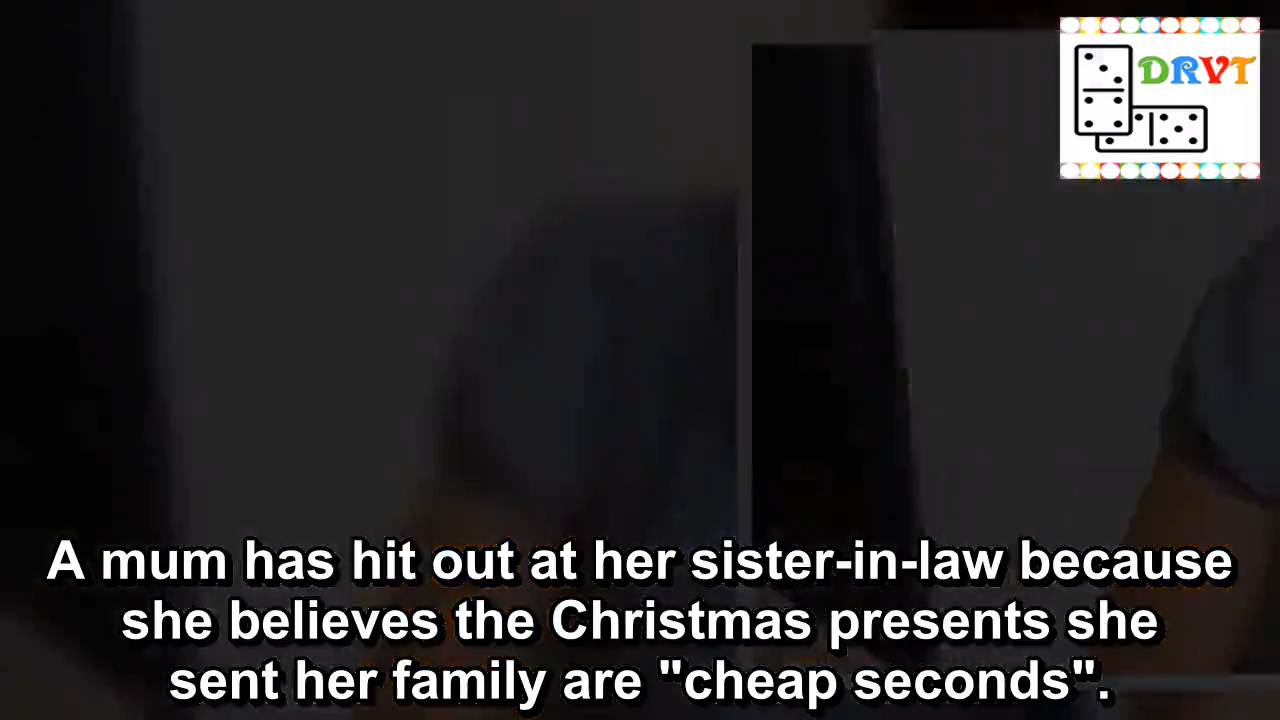 DRVT
A mum has hit out at her sister-in-law because
she believes the Christmas presents she
sent her family are "cheap seconds".